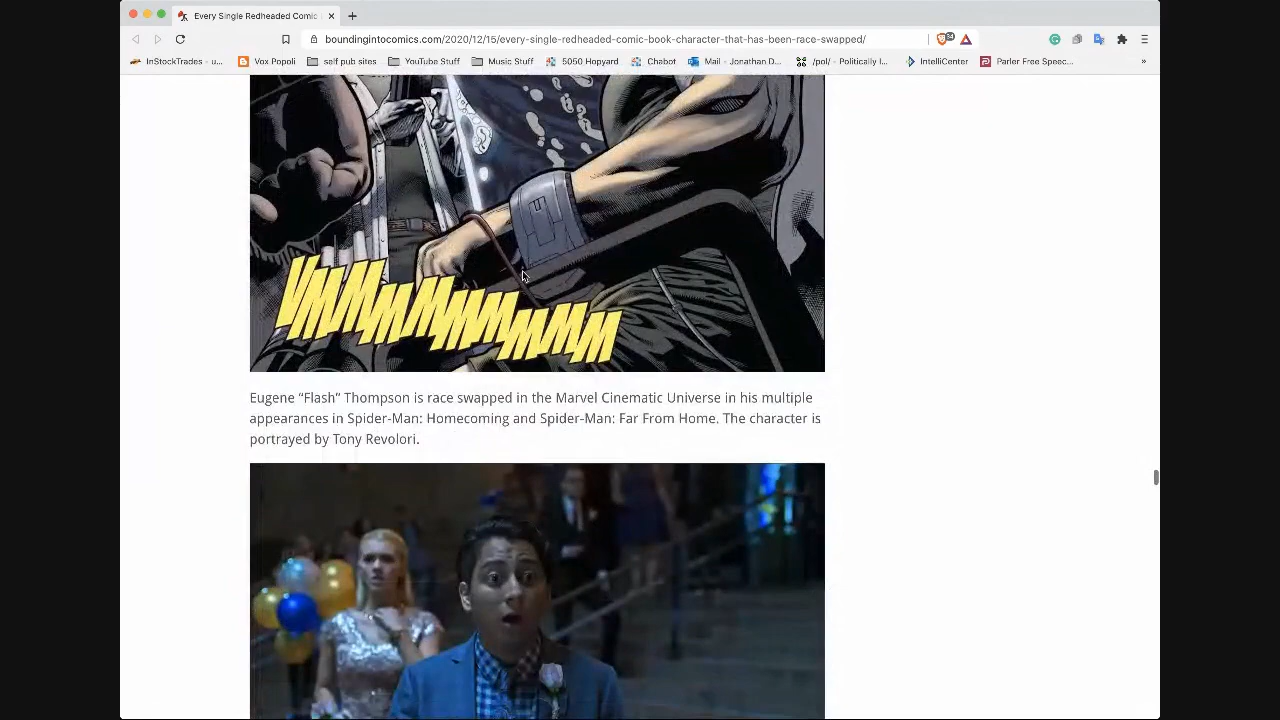 Every Single Redheaded Comic
boundingintocomics.com/2020/12/15/every-single-redheaded-comic-book-character-that-has-been-race-swapped/
InStockTrades - u... Vox Popoli self pub sites YouTube Stuff Music Stuff 5050 Hopyard Chabot Mail - Jonathan D... /pol/ - Politically I... IntelliCenter Parler Free Speec... »
VMMMMMMMMM
Eugene “Flash” Thompson is race swapped in the Marvel Cinematic Universe in his multiple
appearances in Spider-Man: Homecoming and Spider-Man: Far From Home. The character is
portrayed by Tony Revolori.